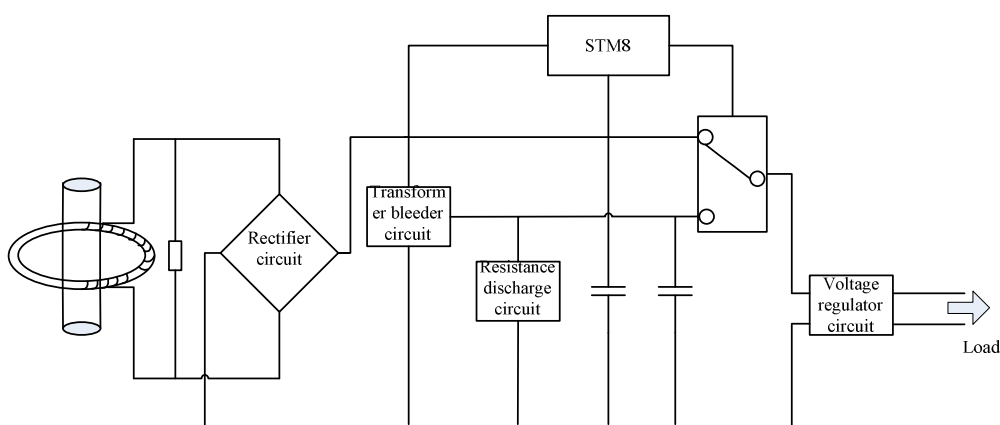 STM8
Transform
er bleeder
circuit
Rectifier
circuit
Resistance
discharge
circuit
Voltage
regulator
circuit
Load